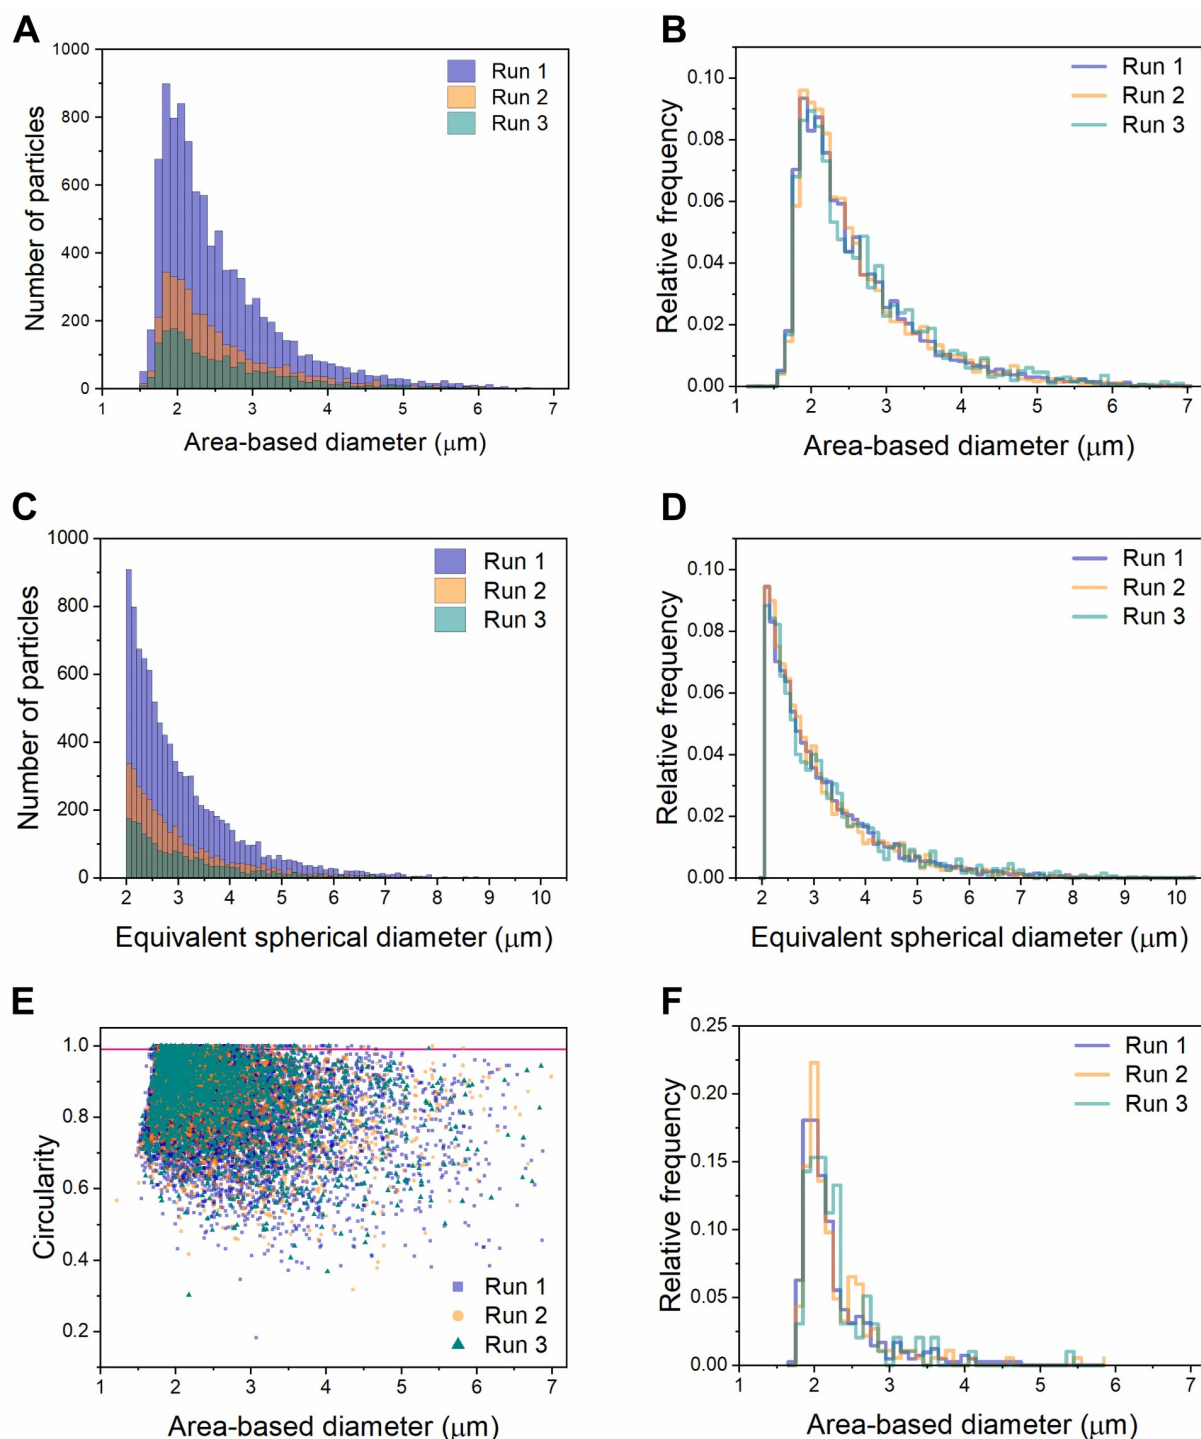 A
1000
800
600
400
200
0
Number of particles
Run 1
Run 2
Run 3
1 2 3 4 5 6 7
Area-based diameter (μm)
B
0.10
0.08
0.06
0.04
0.02
0.00
Relative frequency
Run 1
Run 2
Run 3
1 2 3 4 5 6 7
Area-based diameter (μm)
C
1000
800
600
400
200
0
Number of particles
Run 1
Run 2
Run 3
2 3 4 5 6 7 8 9 10
Equivalent spherical diameter (μm)
D
0.10
0.08
0.06
0.04
0.02
0.00
Relative frequency
Run 1
Run 2
Run 3
2 3 4 5 6 7 8 9 10
Equivalent spherical diameter (μm)
E
1.0
0.8
0.6
0.4
0.2
Circularity
Run 1
Run 2
Run 3
1 2 3 4 5 6 7
Area-based diameter (μm)
F
0.25
0.20
0.15
0.10
0.05
0.00
Relative frequency
Run 1
Run 2
Run 3
1 2 3 4 5 6 7
Area-based diameter (μm)